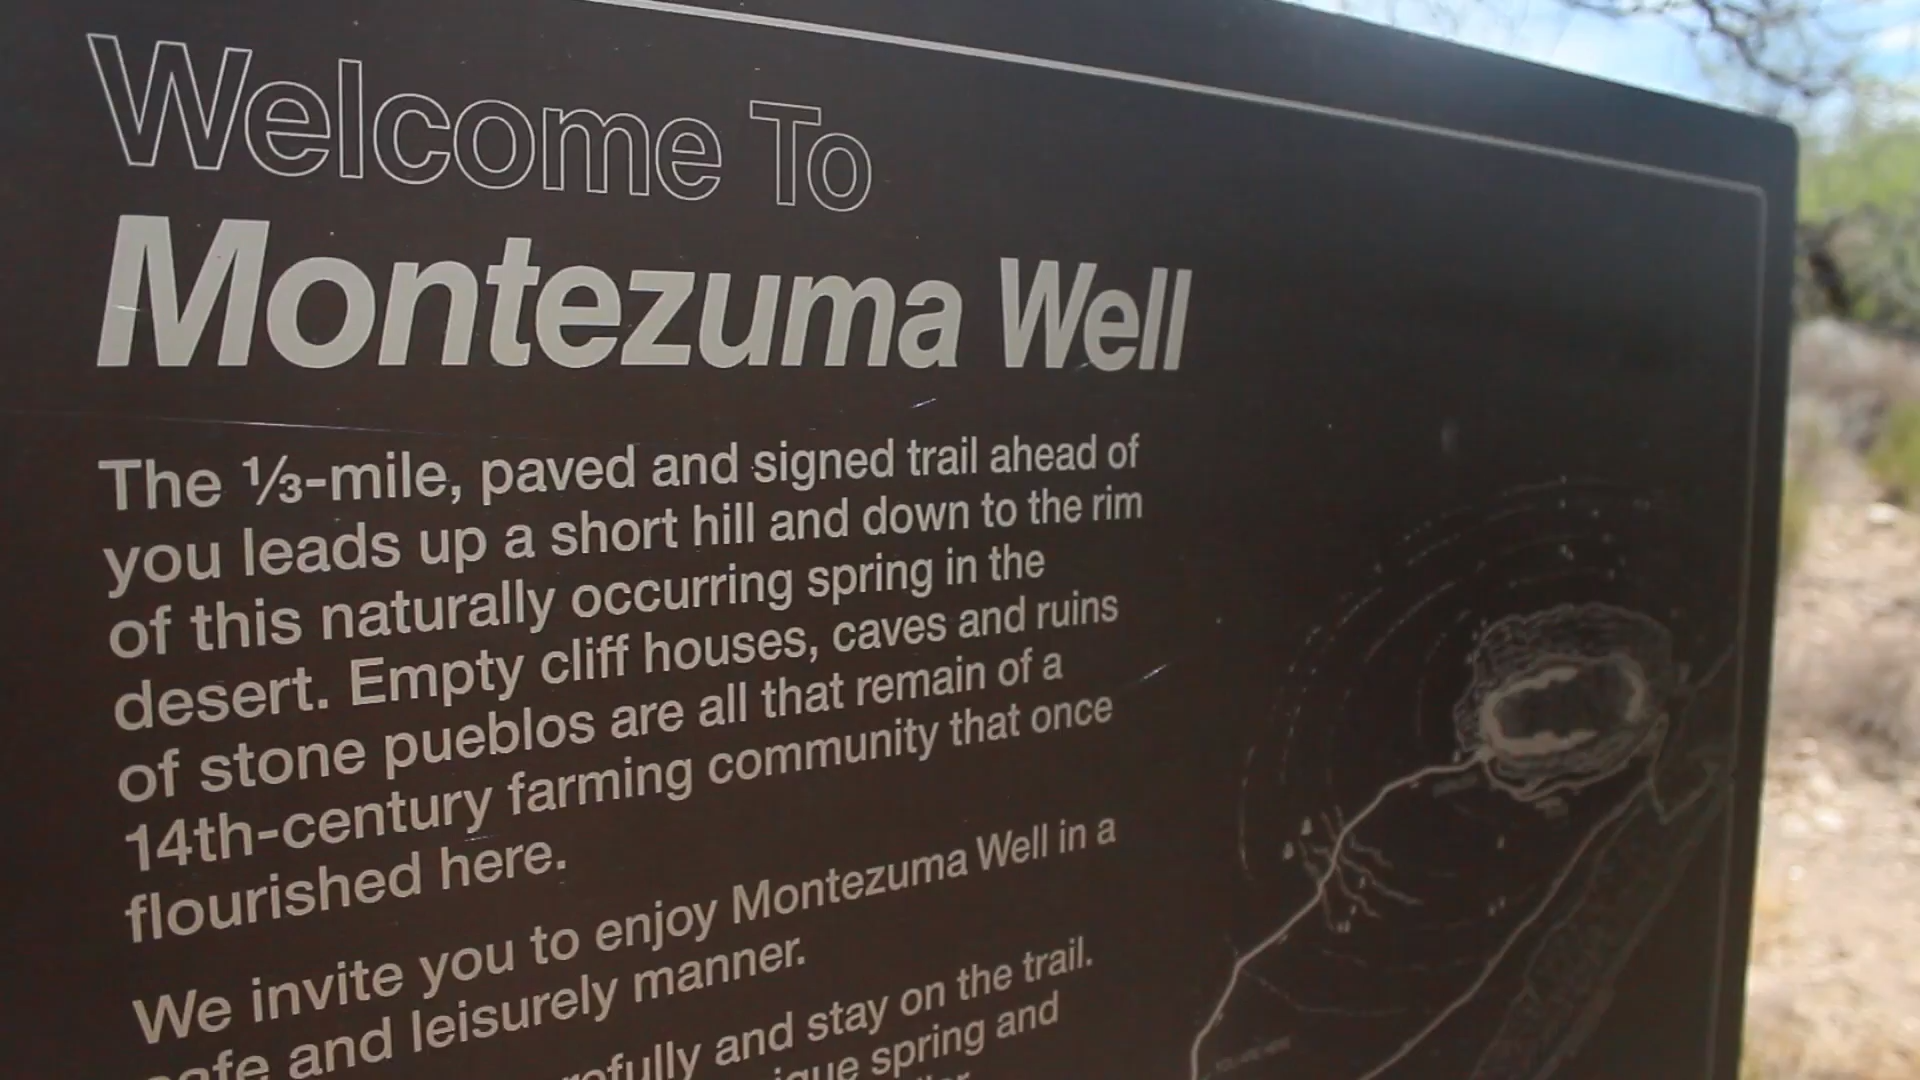 Welcome To
Montezuma Well
The ⅓-mile, paved and signed trail ahead of
you leads up a short hill and down to the rim
of this naturally occurring spring in the
desert. Empty cliff houses, caves and ruins
of stone pueblos are all that remain of a
14th-century farming community that once
flourished here.
We invite you to enjoy Montezuma Well in a
safe and leisurely manner.
and stay on the trail.
spring and